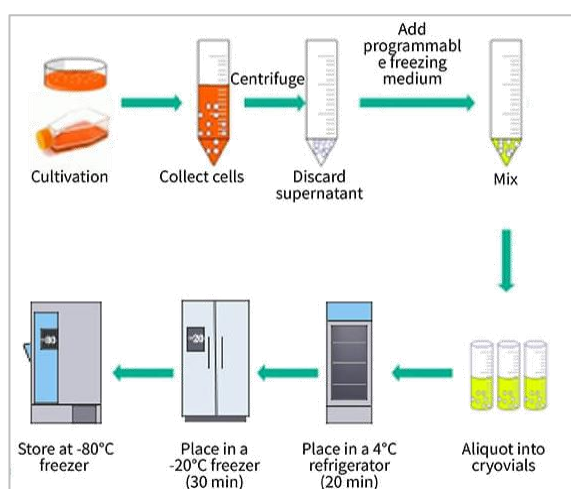 Add
programmabl
e freezing
medium
Centrifuge
Cultivation
Collect cells
Discard
supernatant
Mix
-80
-20
Store at -80°C
freezer
Place in a
-20°C freezer
(30 min)
Place in a 4°C
refrigerator
(20 min)
Aliquot into
cryovials